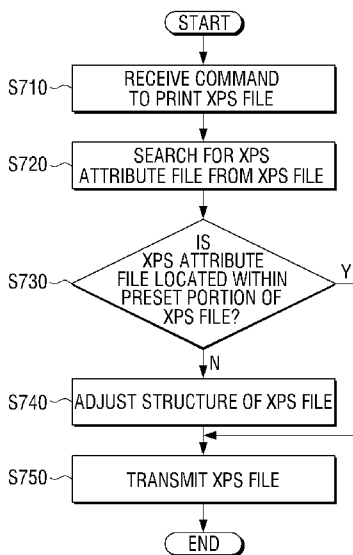 START
S710
RECEIVE COMMAND
TO PRINT XPS FILE
S720
SEARCH FOR XPS
ATTRIBUTE FILE FROM XPS FILE
S730
IS
XPS ATTRIBUTE
FILE LOCATED WITHIN
PRESET PORTION OF
XPS FILE?
Y
N
S740
ADJUST STRUCTURE OF XPS FILE
S750
TRANSMIT XPS FILE
END